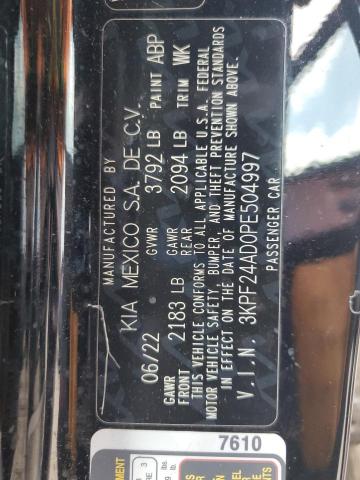 MANUFACTURED BY
KIA MEXICO S.A. DE C.V.
06/22 GVWR 3792 LB PAINT ABP
GAWR FRONT 2183 LB GAWR REAR 2094 LB TRIM WK
THIS VEHICLE CONFORMS TO ALL APPLICABLE U.S.A. FEDERAL
MOTOR VEHICLE SAFETY, BUMPER, AND THEFT PREVENTION STANDARDS
IN EFFECT ON THE DATE OF MANUFACTURE SHOWN ABOVE.
V.I.N. 3KPF24AD0PE504997
PASSENGER CAR
7610